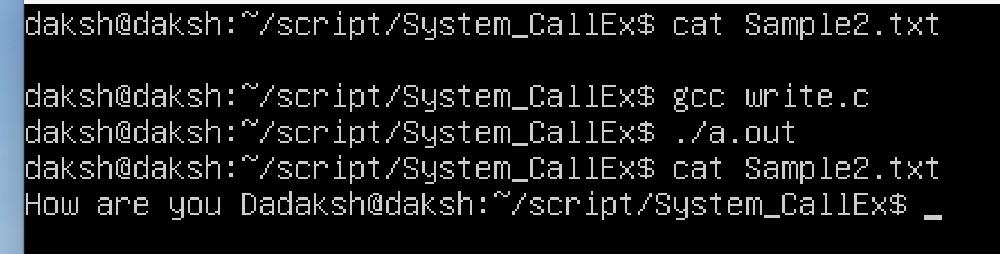 daksh@daksh:~/script/System_CallEx$ cat Sample2.txt
daksh@daksh:~/script/System_CallEx$ gcc write.c
daksh@daksh:~/script/System_CallEx$ ./a.out
daksh@daksh:~/script/System_CallEx$ cat Sample2.txt
How are you Dadaksh@daksh:~/script/System_CallEx$ _